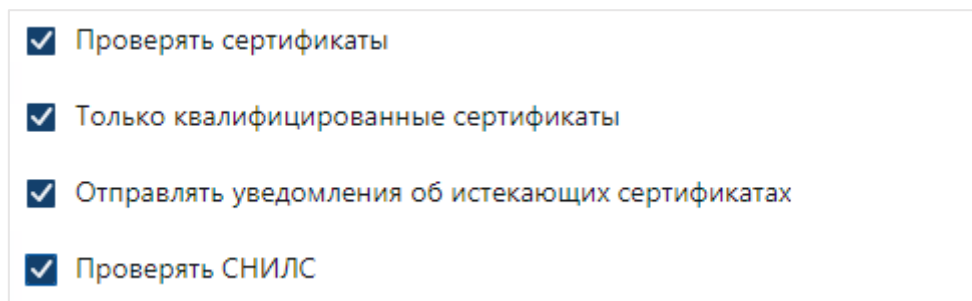 Проверять сертификаты
Только квалифицированные сертификаты
Отправлять уведомления об истекающих сертификатах
Проверять СНИЛС